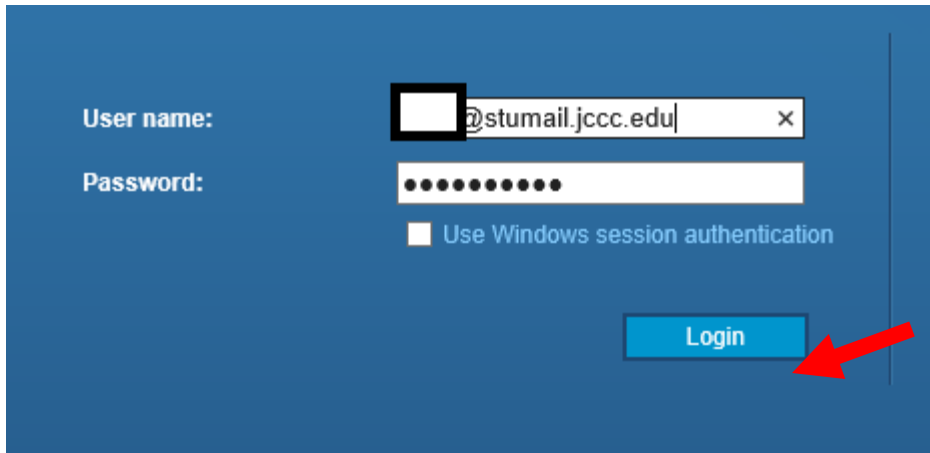 User name:
@stumail.jccc.edu
Password:
Use Windows session authentication
Login